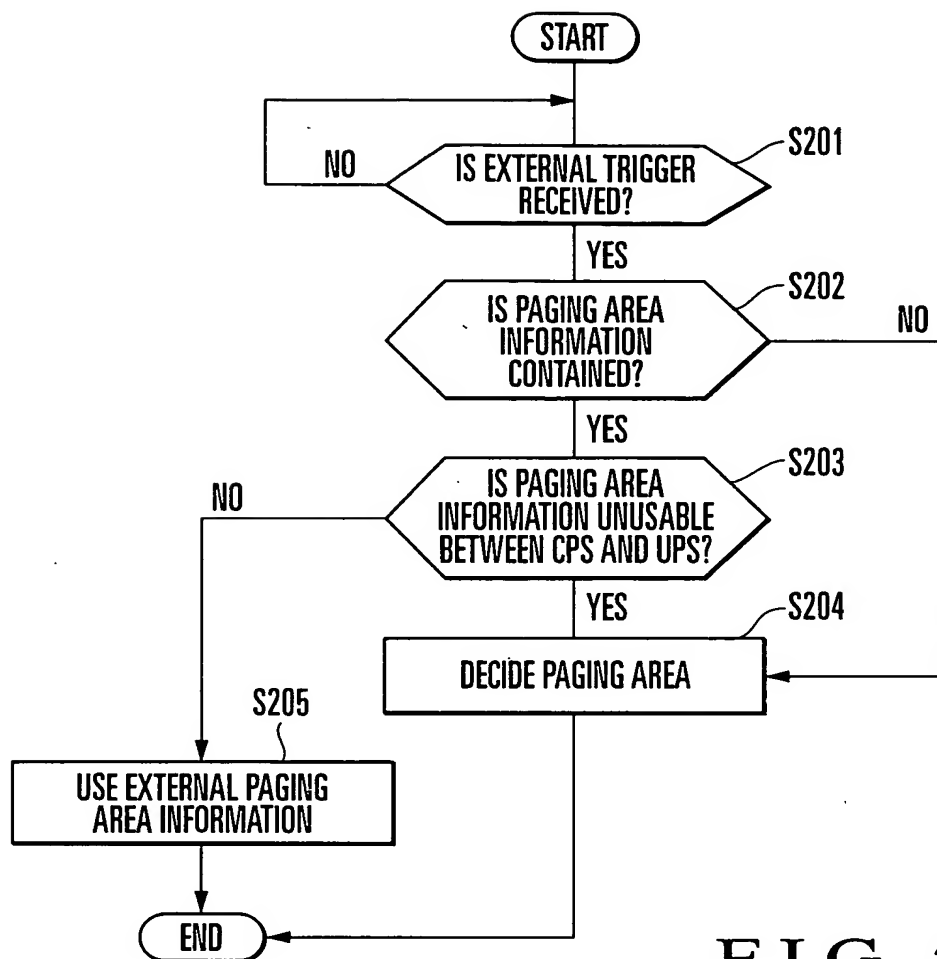 START
S201
NO
IS EXTERNAL TRIGGER
RECEIVED?
YES
S202
IS PAGING AREA
INFORMATION
CONTAINED?
NO
YES
S203
NO
IS PAGING AREA
INFORMATION UNUSABLE
BETWEEN CPS AND UPS?
YES
S204
DECIDE PAGING AREA
S205
USE EXTERNAL PAGING
AREA INFORMATION
END
FIG